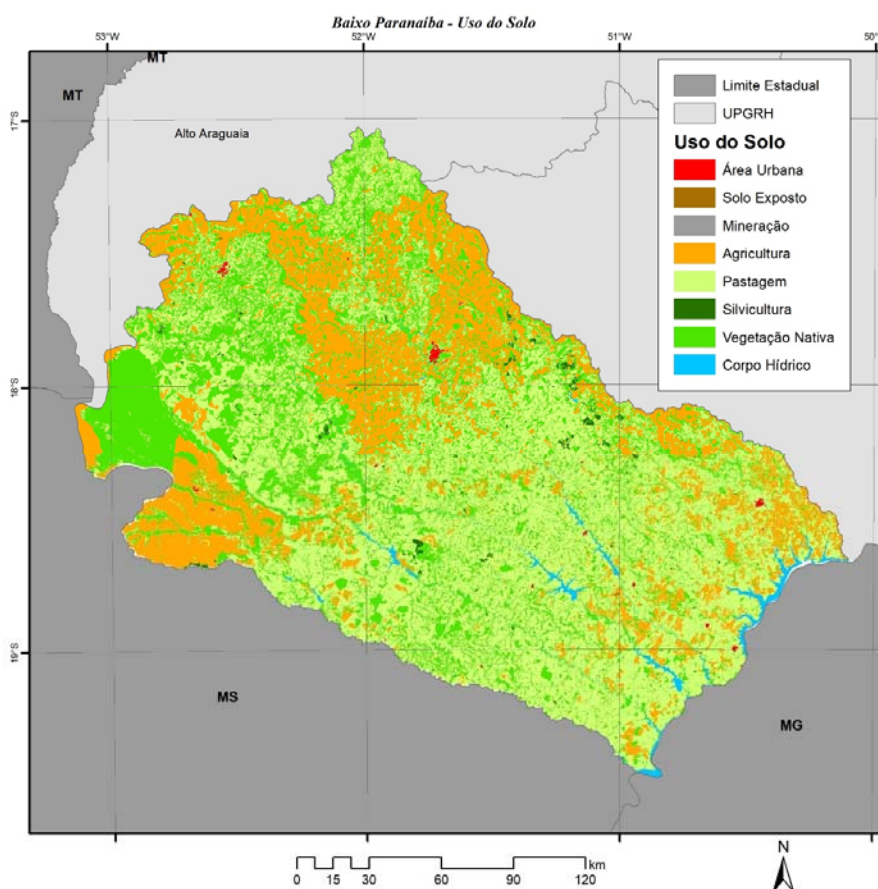 Baixo Paranaíba - Uso do Solo
53°W
52°W
51°W
50°
MT
MT
Alto Araguaia
17°S
18°S
19°S
Limite Estadual
UPGRH
Uso do Solo
Área Urbana
Solo Exposto
Mineração
Agricultura
Pastagem
Silvicultura
Vegetação Nativa
Corpo Hídrico
MS
MG
N
km
0 15 30 60 90 120